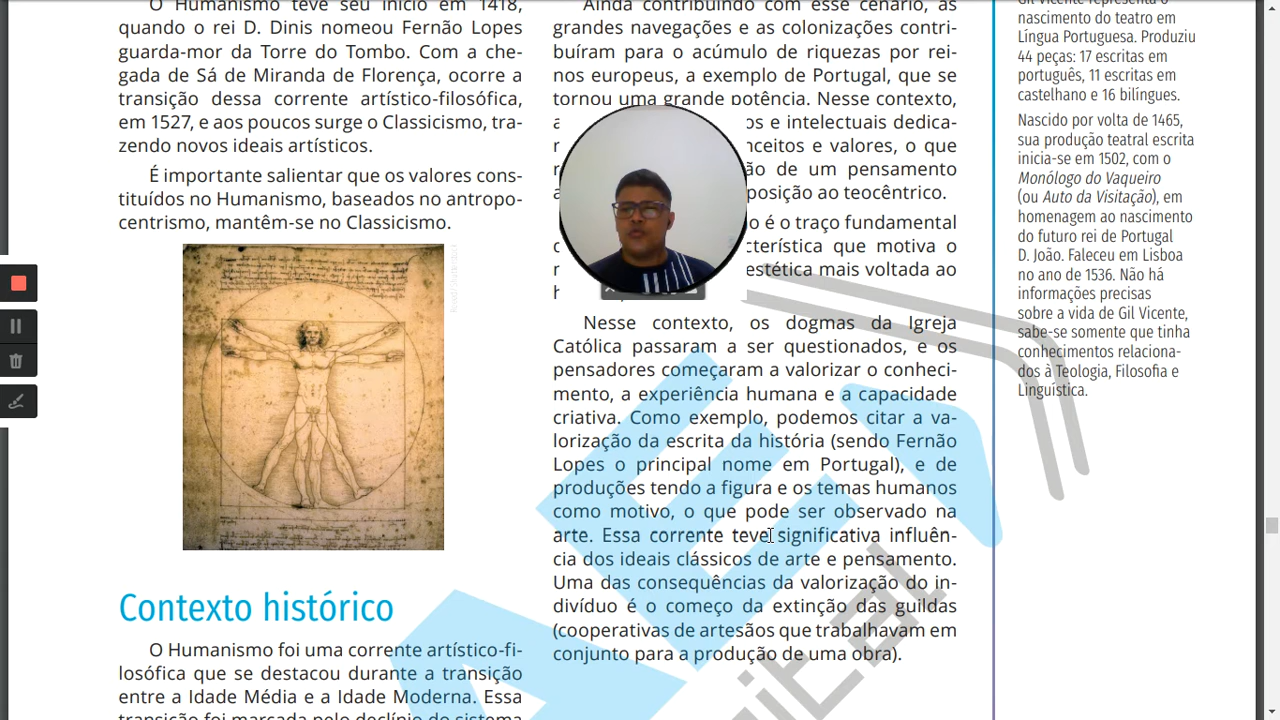 O Humanismo teve seu início em 1418,
quando o rei D. Dinis nomeou Fernão Lopes
guarda-mor da Torre do Tombo. Com a che-
gada de Sá de Miranda de Florença, ocorre a
transição dessa corrente artístico-filosófica,
em 1527, e aos poucos surge o Classicismo, tra-
zendo novos ideais artísticos.
É importante salientar que os valores cons-
tituídos no Humanismo, baseados no antropo-
centrismo, mantêm-se no Classicismo.
Contexto histórico
O Humanismo foi uma corrente artístico-fi-
losófica que se destacou durante a transição
entre a Idade Média e a Idade Moderna. Essa
transição foi marcada pelo declínio do sistema
Ainda contribuindo com esse cenário, as
grandes navegações e as colonizações contri-
buíram para o acúmulo de riquezas por rei-
nos europeus, a exemplo de Portugal, que se
tornou uma grande potência. Nesse contexto,
os e intelectuais dedica-
nceitos e valores, o que
ão de um pensamento
posição ao teocêntrico.
o é o traço fundamental
cterística que motiva o
estética mais voltada ao
Nesse contexto, os dogmas da Igreja
Católica passaram a ser questionados, e os
pensadores começaram a valorizar o conheci-
mento, a experiência humana e a capacidade
criativa. Como exemplo, podemos citar a va-
lorização da escrita da história (sendo Fernão
Lopes o principal nome em Portugal), e de
produções tendo a figura e os temas humanos
como motivo, o que pode ser observado na
arte. Essa corrente teve significativa influên-
cia dos ideais clássicos de arte e pensamento.
Uma das consequências da valorização do in-
divíduo é o começo da extinção das guildas
(cooperativas de artesãos que trabalhavam em
conjunto para a produção de uma obra).
Gil Vicente representa o
nascimento do teatro em
Língua Portuguesa. Produziu
44 peças: 17 escritas em
português, 11 escritas em
castelhano e 16 bilíngues.
Nascido por volta de 1465,
sua produção teatral escrita
inicia-se em 1502, com o
Monólogo do Vaqueiro
(ou Auto da Visitação), em
homenagem ao nascimento
do futuro rei de Portugal
D. João. Faleceu em Lisboa
no ano de 1536. Não há
informações precisas
sobre a vida de Gil Vicente,
sabe-se somente que tinha
conhecimentos relaciona-
dos à Teologia, Filosofia e
Linguística.